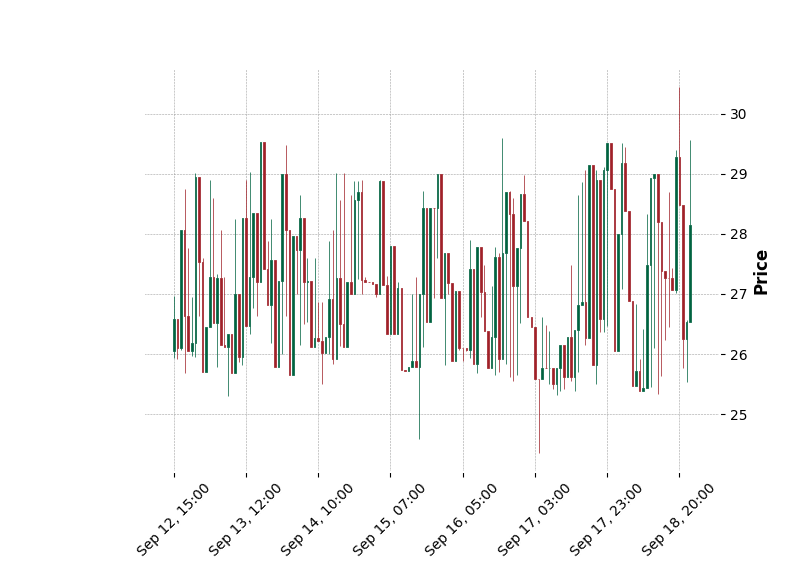 30
29
28
27
26
25
Price
Sep 12, 15:00
Sep 13, 12:00
Sep 14, 10:00
Sep 15, 07:00
Sep 16, 05:00
Sep 17, 03:00
Sep 17, 23:00
Sep 18, 20:00